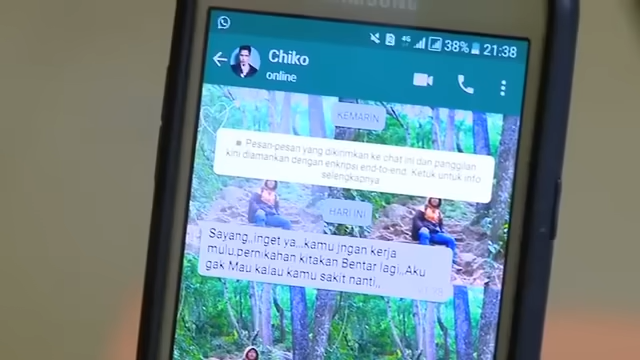 SAMSUNG
4G 38% 21:38
Chiko
online
KEMARIN
Pesan-pesan yang dikirimkan ke chat ini dan panggilan
kini diamankan dengan enkripsi end-to-end. Ketuk untuk info
selengkapnya.
HARI INI
Sayang,,inget ya,,,kamu jngan kerja
mulu,pernikahan kitakan Bentar lagi,,Aku
gak Mau kalau kamu sakit nanti,,